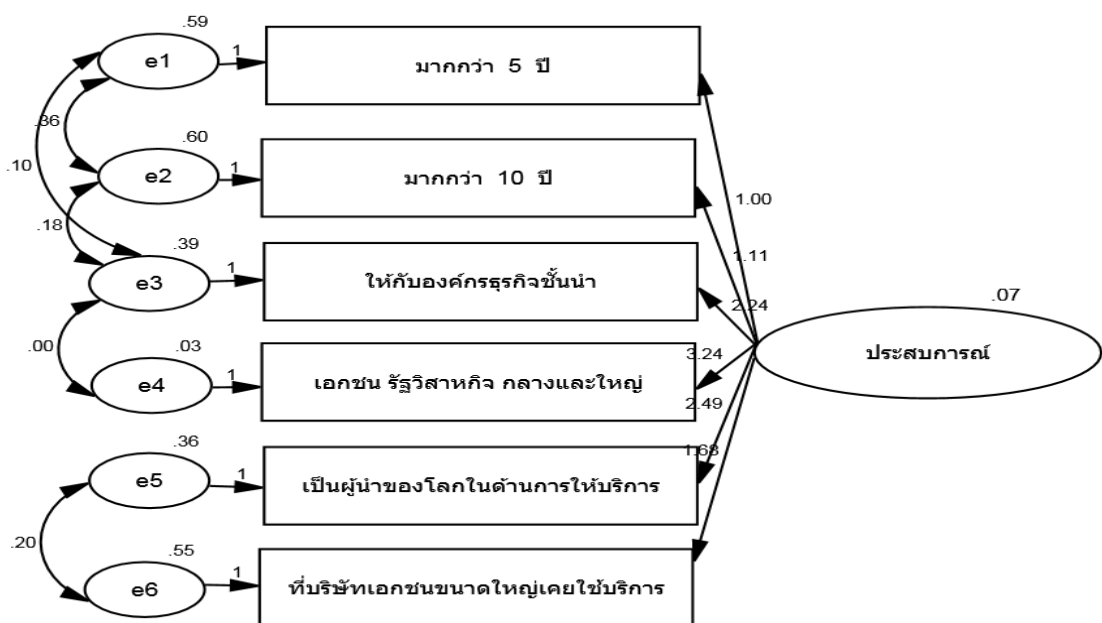 .59
e1
1
มากกว่า 5 ปี
.36
.10
.60
e2
1
มากกว่า 10 ปี
1.00
.18
.39
e3
1
ให้กับองค์กรธุรกิจชั้นนำ
1.11
2.24
.07
ประสบการณ์
.00
.03
e4
1
เอกชน รัฐวิสาหกิจ กลางและใหญ่
3.24
2.49
.36
e5
1
เป็นผู้นำของโลกในด้านการให้บริการ
1.68
.20
.55
e6
1
ที่บริษัทเอกชนขนาดใหญ่เคยใช้บริการ